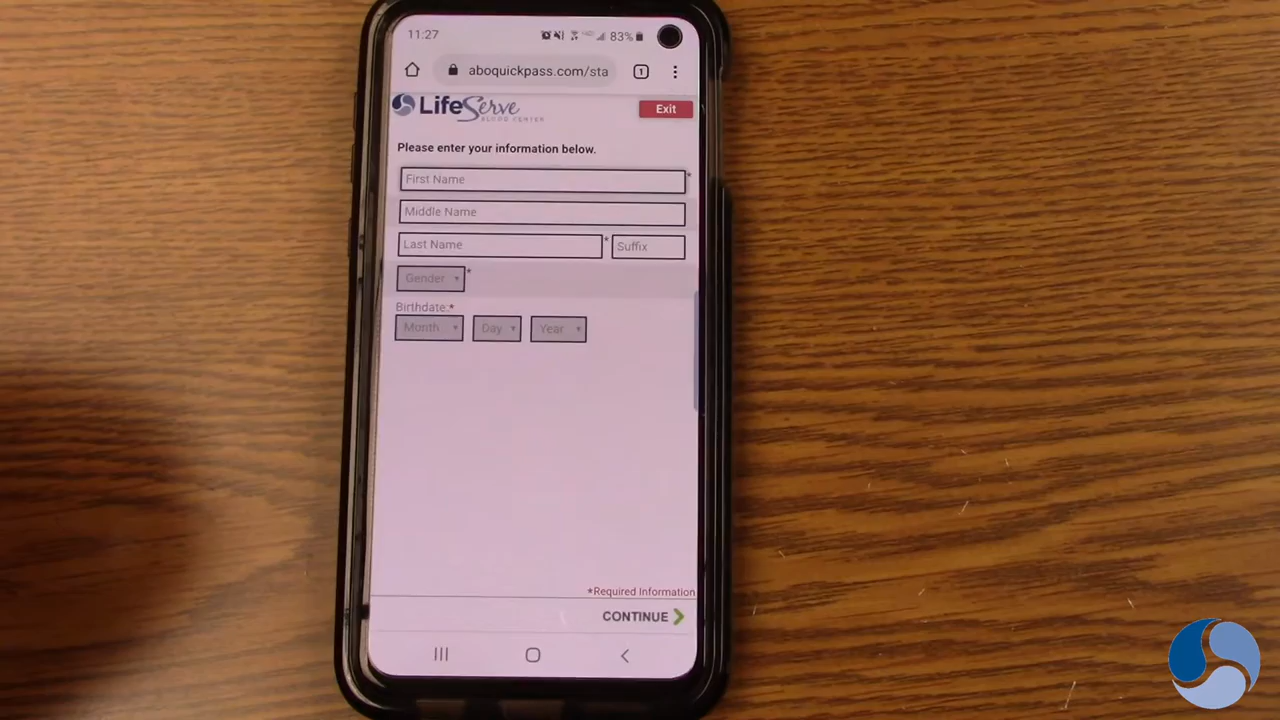 11:27 83%
aboquickpass.com/sta 1
LifeServe Exit
BLOOD CENTER
Please enter your information below.
First Name *
Middle Name
Last Name * Suffix
Gender *
Birthdate:*
Month Day Year
*Required Information
CONTINUE